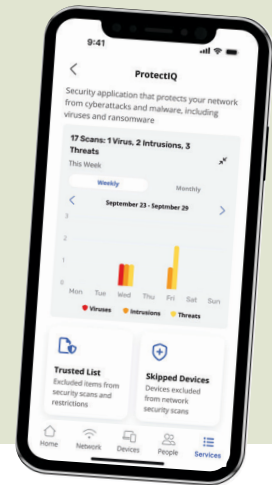 9:41
ProtectIQ
Security application that protects your network
from cyberattacks and malware, including
viruses and ransomware
17 Scans: 1 Virus, 2 Intrusions, 3
Threats
This Week
Weekly
Monthly
September 23 - Septmber 29
3
2
1
0
Mon Tue Wed Thu Fri Sat Sun
Viruses Intrusions Threats
Trusted List
Excluded items from
security scans and
restrictions
Skipped Devices
Devices excluded
from network
security scans
Home Network Devices People Services